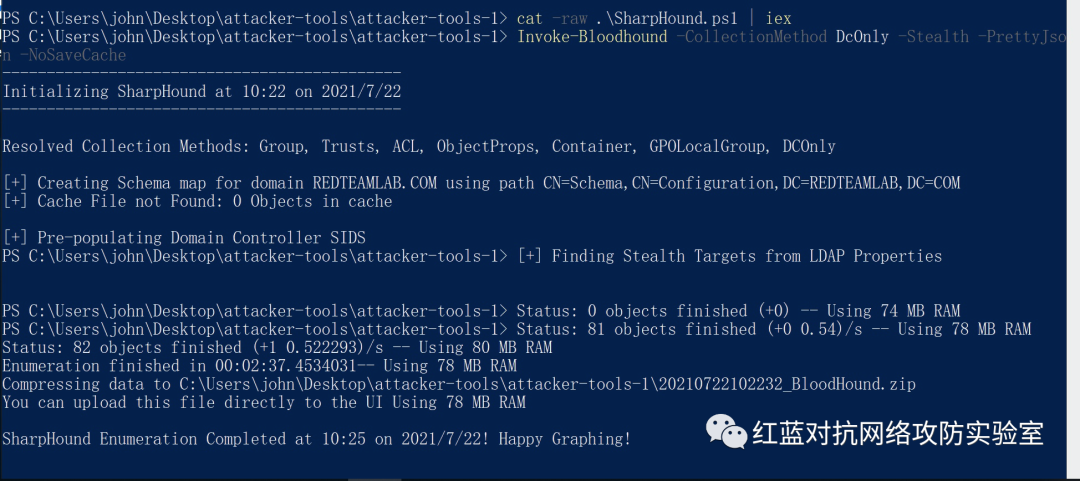 PS C:\Users\john\Desktop\attacker-tools\attacker-tools-1> cat -raw .\SharpHound.ps1 | iex
PS C:\Users\john\Desktop\attacker-tools\attacker-tools-1> Invoke-Bloodhound -CollectionMethod DcOnly -Stealth -PrettyJso
n -NoSaveCache
----------------------------------------------
Initializing SharpHound at 10:22 on 2021/7/22
----------------------------------------------
Resolved Collection Methods: Group, Trusts, ACL, ObjectProps, Container, GPOLocalGroup, DCOnly
[+] Creating Schema map for domain REDTEAMLAB.COM using path CN=Schema,CN=Configuration,DC=REDTEAMLAB,DC=COM
[+] Cache File not Found: 0 Objects in cache
[+] Pre-populating Domain Controller SIDS
PS C:\Users\john\Desktop\attacker-tools\attacker-tools-1> [+] Finding Stealth Targets from LDAP Properties
PS C:\Users\john\Desktop\attacker-tools\attacker-tools-1> Status: 0 objects finished (+0) -- Using 74 MB RAM
PS C:\Users\john\Desktop\attacker-tools\attacker-tools-1> Status: 81 objects finished (+0 0.54)/s -- Using 78 MB RAM
Status: 82 objects finished (+1 0.522293)/s -- Using 80 MB RAM
Enumeration finished in 00:02:37.4534031-- Using 78 MB RAM
Compressing data to C:\Users\john\Desktop\attacker-tools\attacker-tools-1\20210722102232_BloodHound.zip
You can upload this file directly to the UI Using 78 MB RAM
SharpHound Enumeration Completed at 10:25 on 2021/7/22! Happy Graphing!
红蓝对抗网络攻防实验室